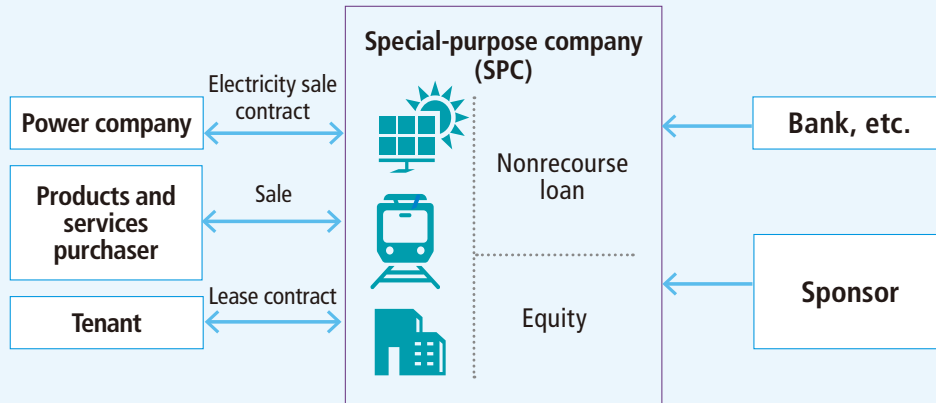 Special-purpose company
(SPC)
Electricity sale
contract
Power company
Bank, etc.
Nonrecourse
loan
Products and
services
purchaser
Sale
Sponsor
Lease contract
Tenant
Equity